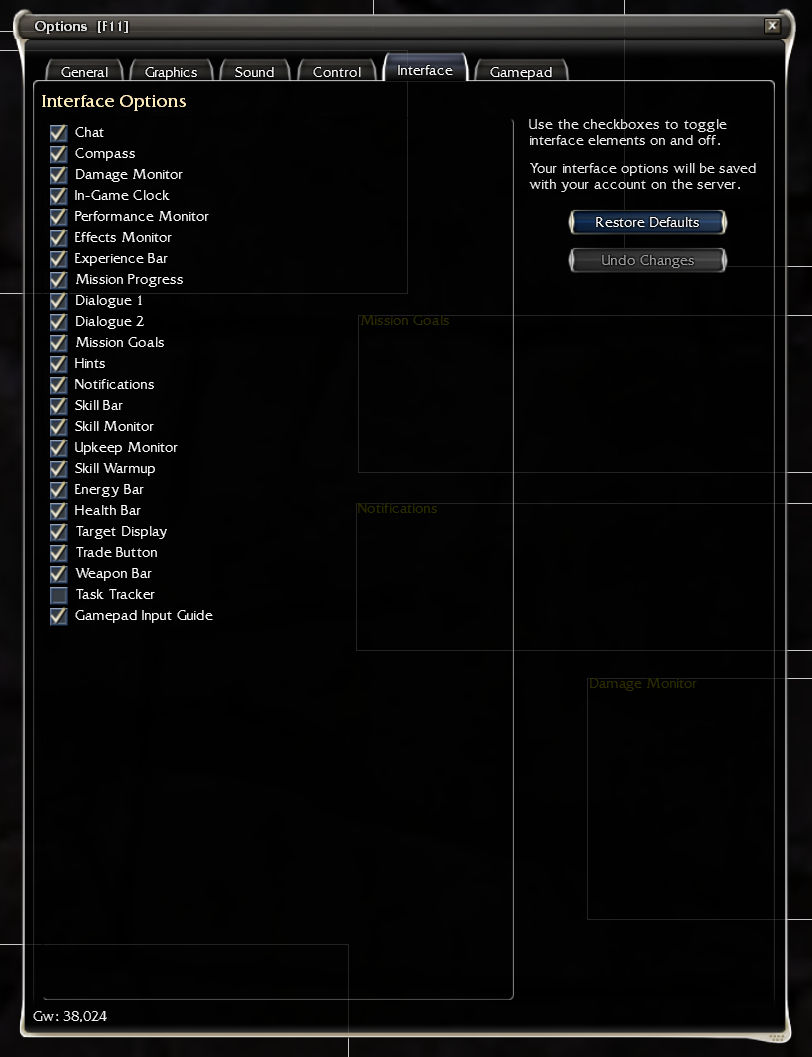 Options [F11]
General Graphics Sound Control Interface Gamepad
Interface Options
Chat
Compass
Damage Monitor
In-Game Clock
Performance Monitor
Effects Monitor
Experience Bar
Mission Progress
Dialogue 1
Dialogue 2
Mission Goals
Hints
Notifications
Skill Bar
Skill Monitor
Upkeep Monitor
Skill Warmup
Energy Bar
Health Bar
Target Display
Trade Button
Weapon Bar
Task Tracker
Gamepad Input Guide
Use the checkboxes to toggle
interface elements on and off.
Your interface options will be saved
with your account on the server.
Restore Defaults
Undo Changes
Mission Goals
Notifications
Damage Monitor
Gw: 38,024